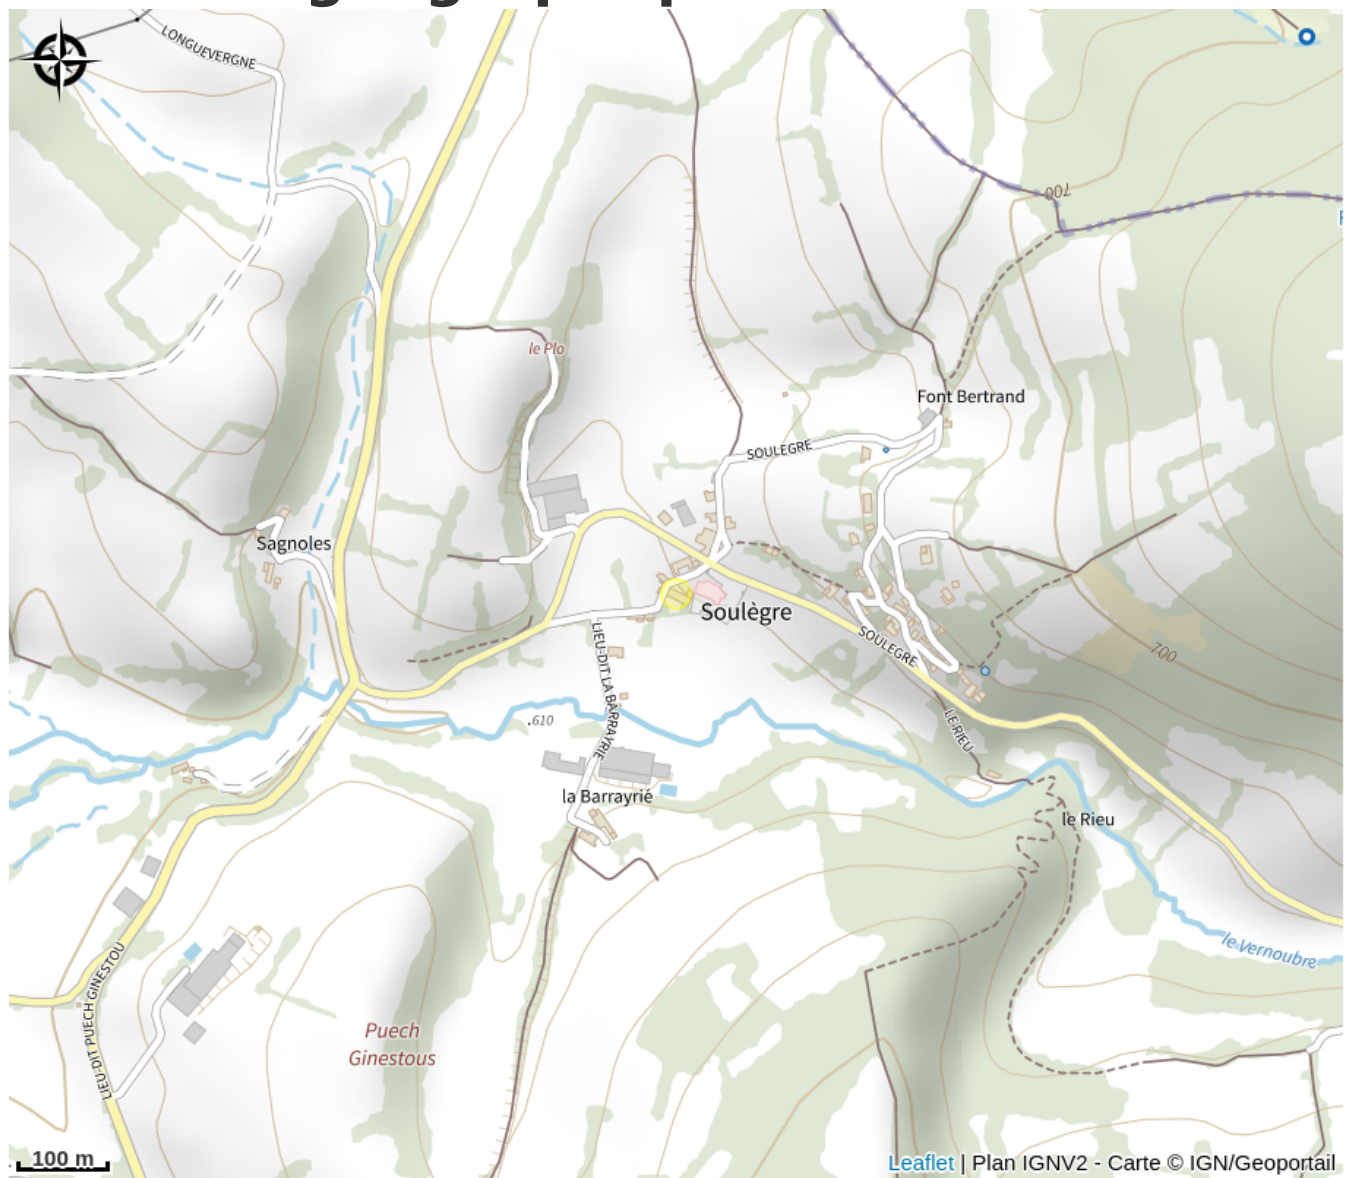 LONGUEVERGNE
700
le Plo
Font Bertrand
SOULEGRE
Sagnoles
Soulègre
SOULEGRE
LIEU-DIT LA BARRAYRIE
700
.610
LE RIEU
la Barrayrié
le Rieu
le Vernoubre
LIEU-DIT PUECH GINESTOU
Puech
Ginestous
100 m
Leaflet | Plan IGNV2 - Carte © IGN/Geoportail